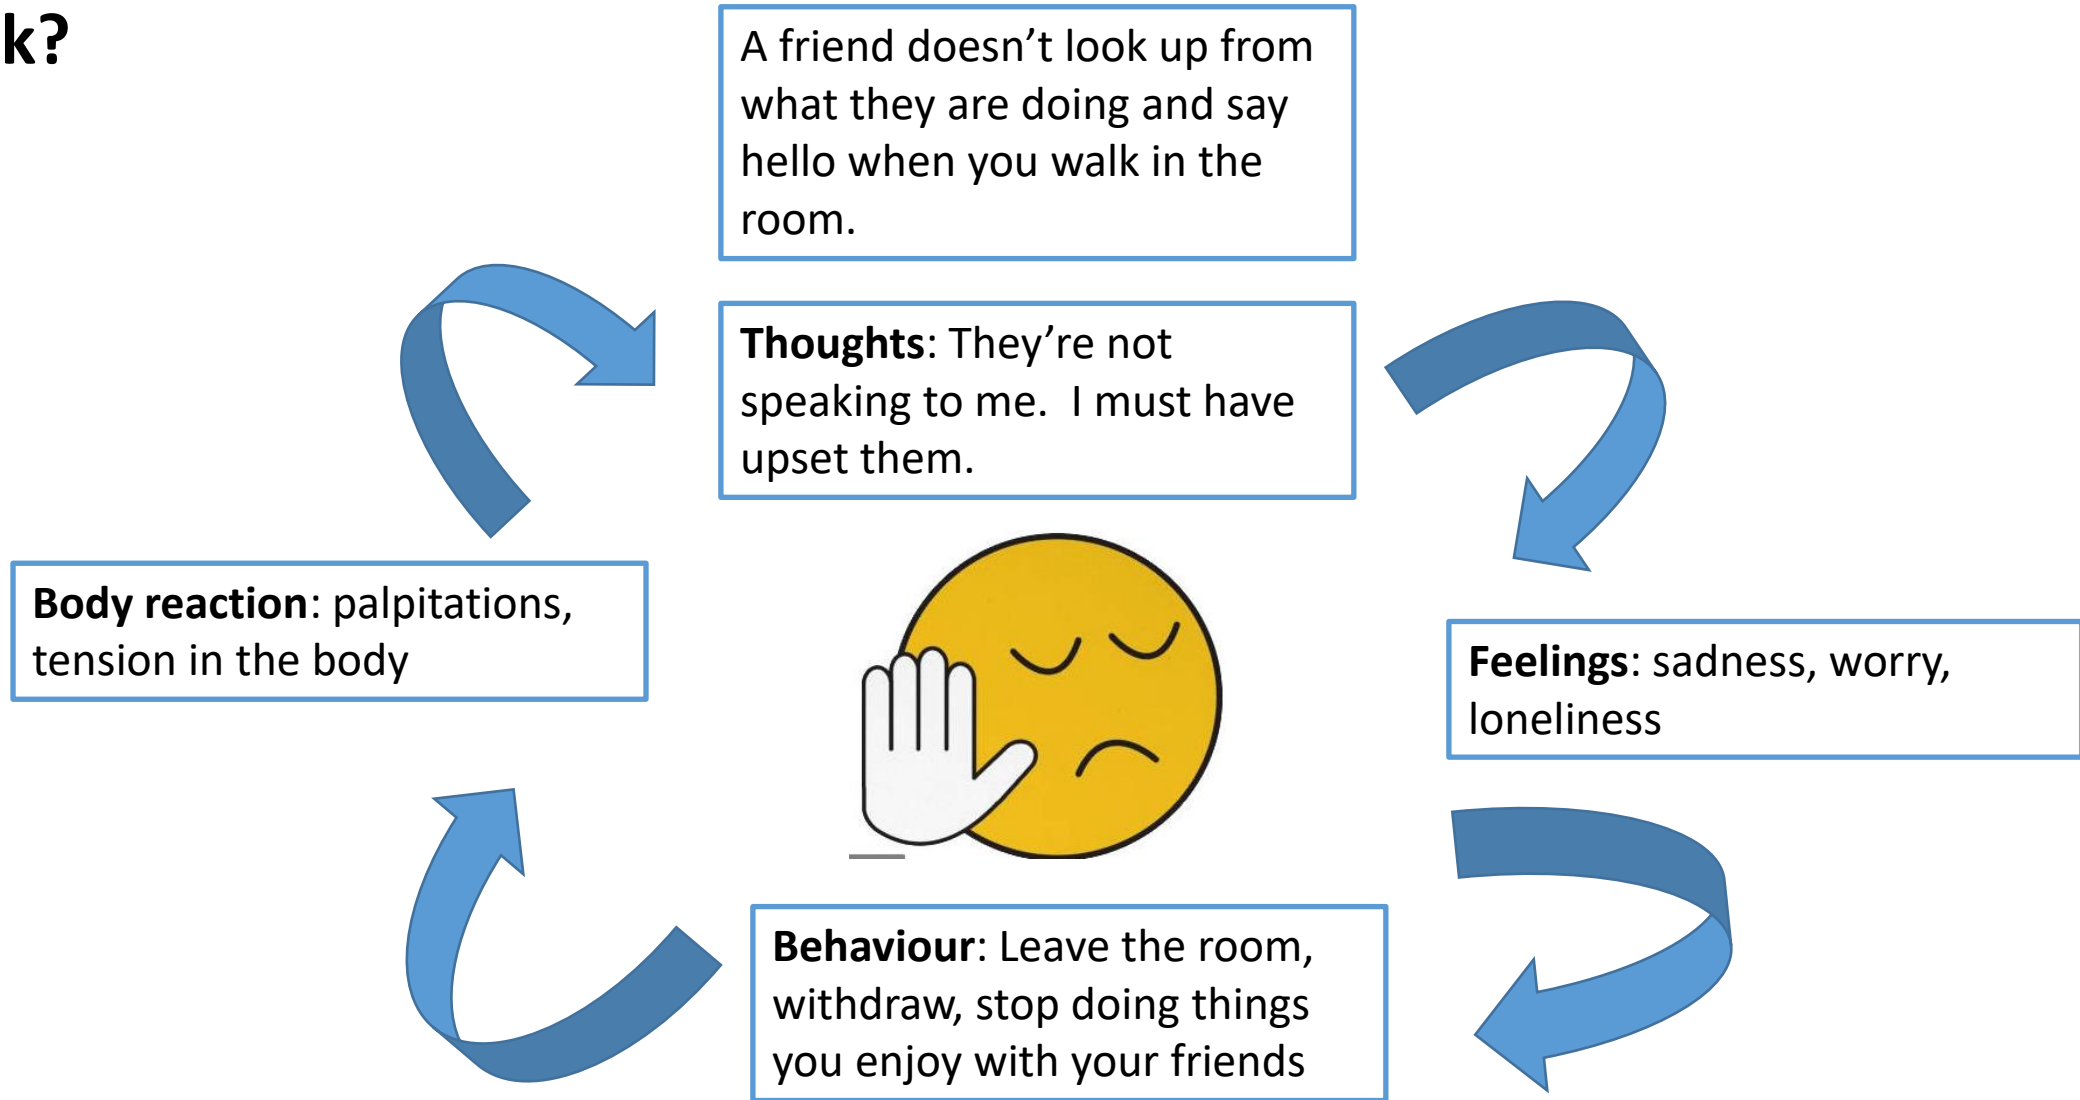 k?
A friend doesn’t look up from
what they are doing and say
hello when you walk in the
room.
Thoughts: They’re not
speaking to me.  I must have
upset them.
Body reaction: palpitations,
tension in the body
Feelings: sadness, worry,
loneliness
Behaviour: Leave the room,
withdraw, stop doing things
you enjoy with your friends